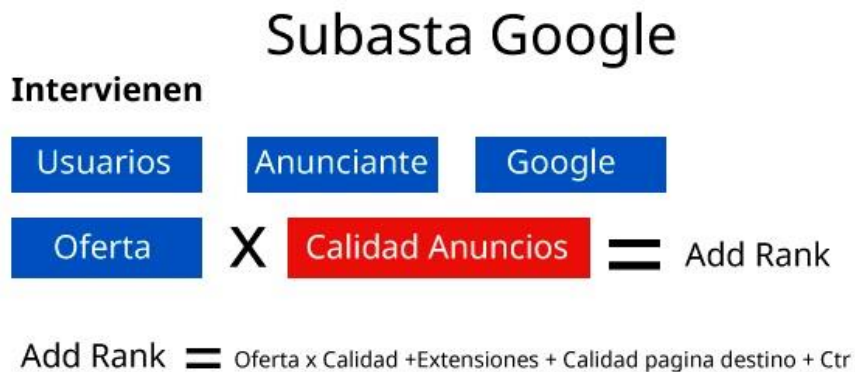 Subasta Google
Intervienen
Usuarios Anunciante Google
Oferta X Calidad Anuncios = Add Rank
Add Rank = Oferta x Calidad +Extensiones + Calidad pagina destino + Ctr